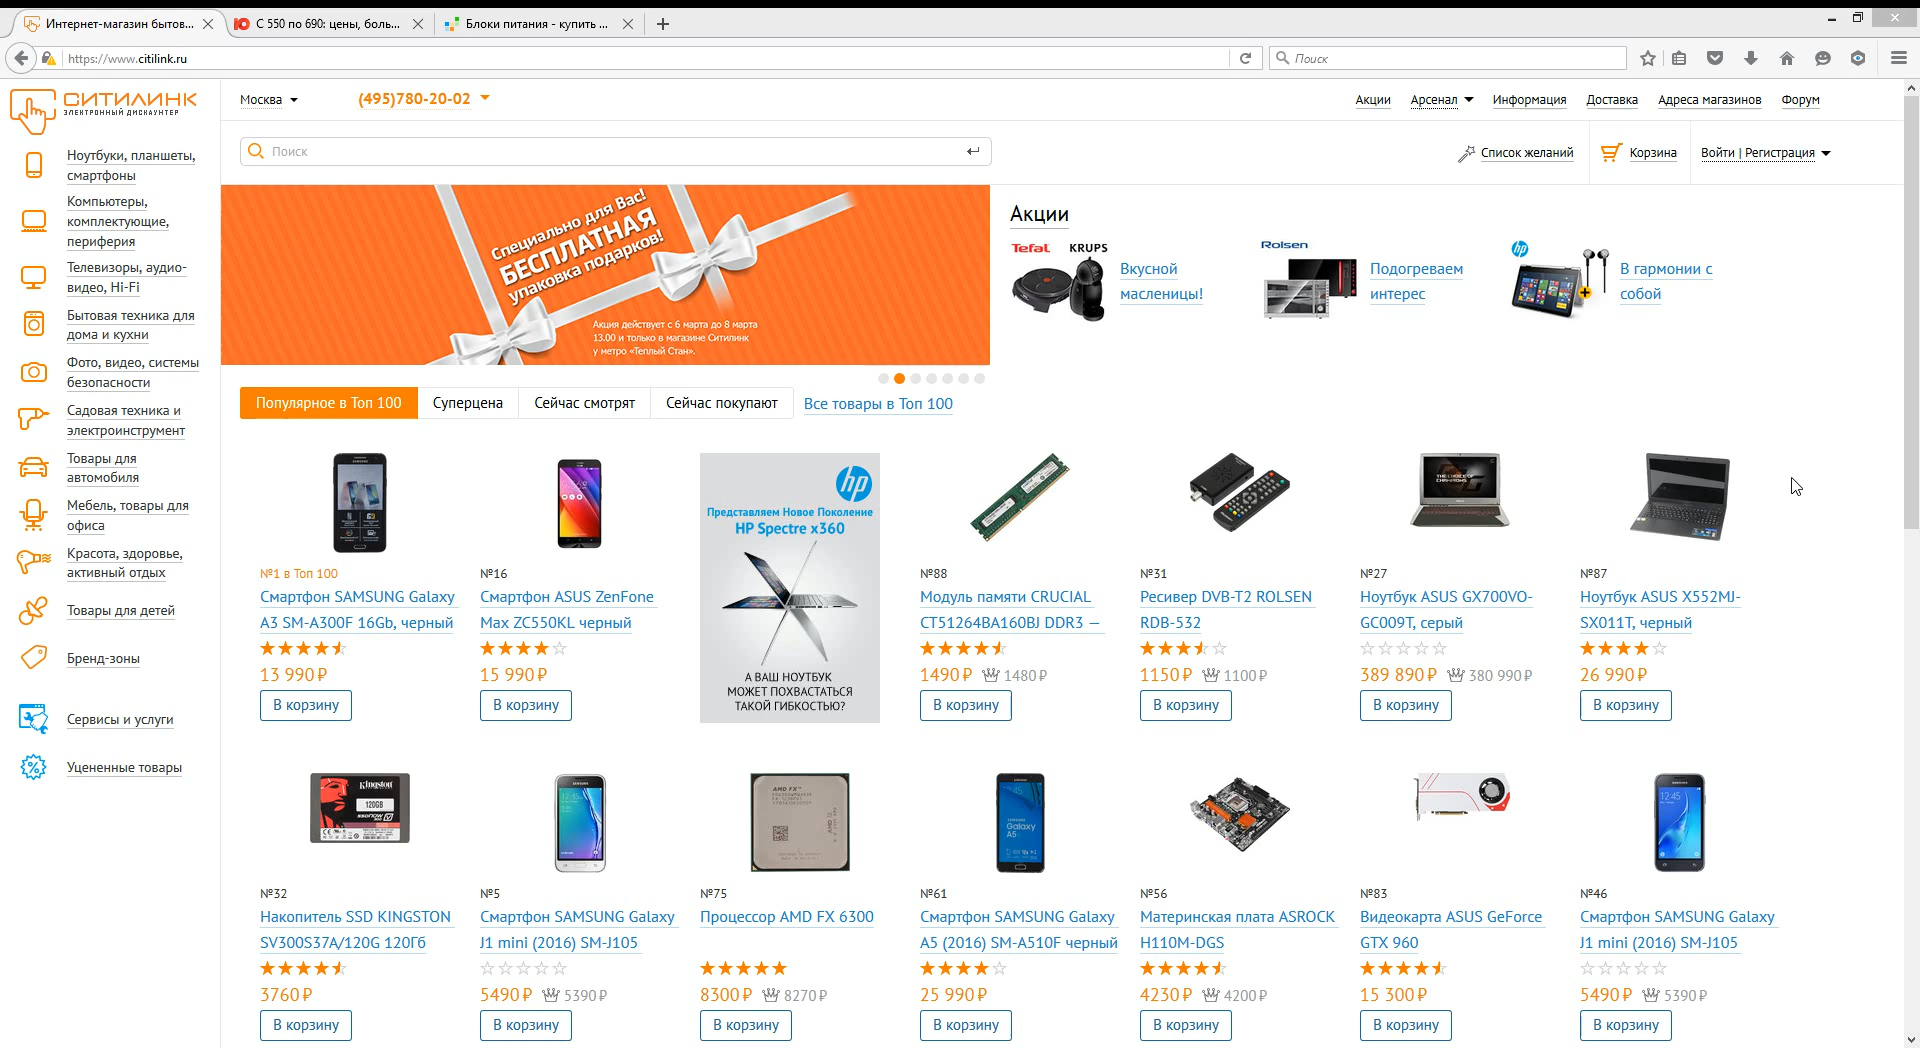 Интернет-магазин бытов...
С 550 по 690: цены, боль...
Блоки питания - купить ...
https://www.citilink.ru
Поиск
СИТИЛИНК
ЭЛЕКТРОННЫЙ ДИСКАУНТЕР
Москва
(495)780-20-02
Акции
Арсенал
Информация
Доставка
Адреса магазинов
Форум
Поиск
Список желаний
Корзина
Войти | Регистрация
Ноутбуки, планшеты,
смартфоны
Компьютеры,
комплектующие,
периферия
Телевизоры, аудио-
видео, Hi-Fi
Бытовая техника для
дома и кухни
Фото, видео, системы
безопасности
Садовая техника и
электроинструмент
Товары для
автомобиля
Мебель, товары для
офиса
Красота, здоровье,
активный отдых
Товары для детей
Бренд-зоны
Сервисы и услуги
Уцененные товары
Специально для Вас!
БЕСПЛАТНАЯ
упаковка подарков!
Акция действует с 6 марта до 8 марта
13.00 и только в магазине Ситилинк
у метро «Теплый Стан».
Акции
Tefal KRUPS
Вкусной
масленицы!
Rolsen
Подогреваем
интерес
hp
В гармонии с
собой
Популярное в Топ 100
Суперцена
Сейчас смотрят
Сейчас покупают
Все товары в Топ 100
№1 в Топ 100
Смартфон SAMSUNG Galaxy
A3 SM-A300F 16Gb, черный
13 990 ₽
В корзину
№16
Смартфон ASUS ZenFone
Max ZC550KL черный
15 990 ₽
В корзину
hp
Представляем Новое Поколение
HP Spectre x360
А ВАШ НОУТБУК
МОЖЕТ ПОХВАСТАТЬСЯ
ТАКОЙ ГИБКОСТЬЮ?
№88
Модуль памяти CRUCIAL
CT51264BA160BJ DDR3 —
1490 ₽ 1480 ₽
В корзину
№31
Ресивер DVB-T2 ROLSEN
RDB-532
1150 ₽ 1100 ₽
В корзину
№27
Ноутбук ASUS GX700VO-
GC009T, серый
389 890 ₽ 380 990 ₽
В корзину
№87
Ноутбук ASUS X552MJ-
SX011T, черный
26 990 ₽
В корзину
Kingston
120GB
SSDNOW V
№32
Накопитель SSD KINGSTON
SV300S37A/120G 120Гб
3760 ₽
В корзину
№5
Смартфон SAMSUNG Galaxy
J1 mini (2016) SM-J105
5490 ₽ 5390 ₽
В корзину
AMD FX™
№75
Процессор AMD FX 6300
8300 ₽ 8270 ₽
В корзину
Galaxy
A5
№61
Смартфон SAMSUNG Galaxy
A5 (2016) SM-A510F черный
25 990 ₽
В корзину
№56
Материнская плата ASROCK
H110M-DGS
4230 ₽ 4200 ₽
В корзину
№83
Видеокарта ASUS GeForce
GTX 960
15 300 ₽
В корзину
12:45
№46
Смартфон SAMSUNG Galaxy
J1 mini (2016) SM-J105
5490 ₽ 5390 ₽
В корзину